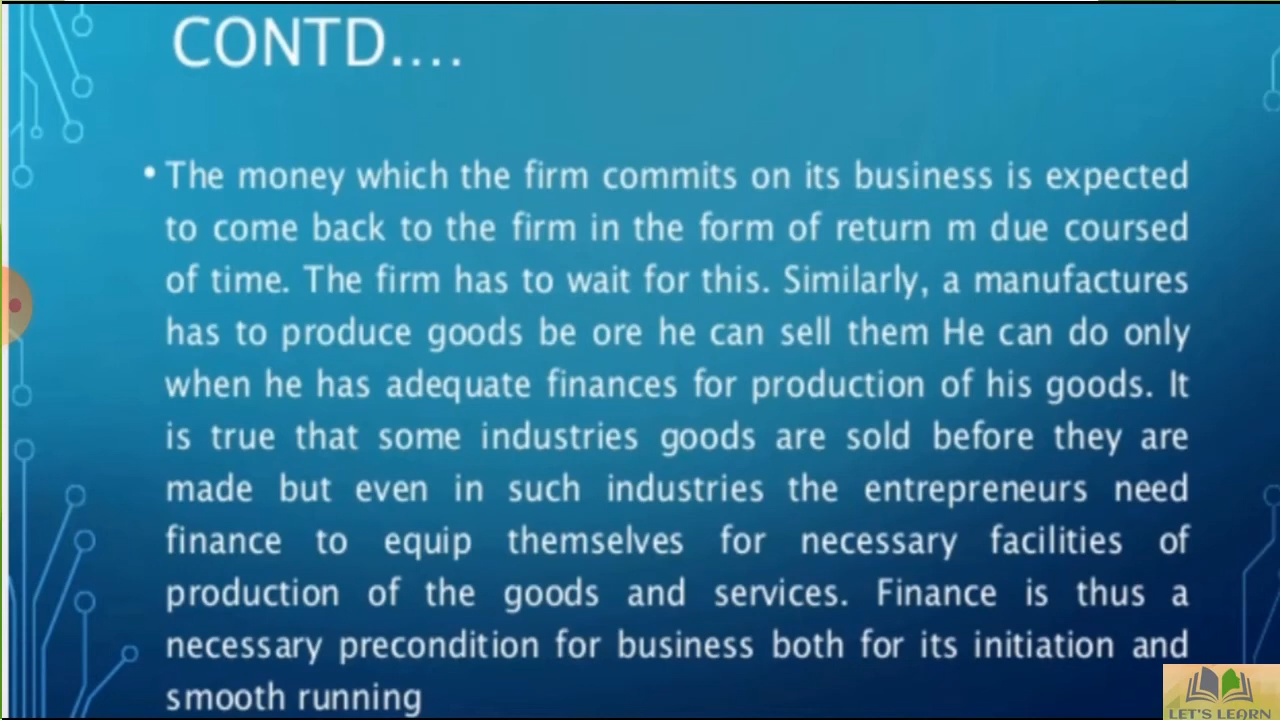 CONTD....
• The money which the firm commits on its business is expected
to come back to the firm in the form of return m due coursed
of time. The firm has to wait for this. Similarly, a manufactures
has to produce goods be ore he can sell them He can do only
when he has adequate finances for production of his goods. It
is true that some industries goods are sold before they are
made but even in such industries the entrepreneurs need
finance to equip themselves for necessary facilities of
production of the goods and services. Finance is thus a
necessary precondition for business both for its initiation and
smooth running
LET'S LEARN